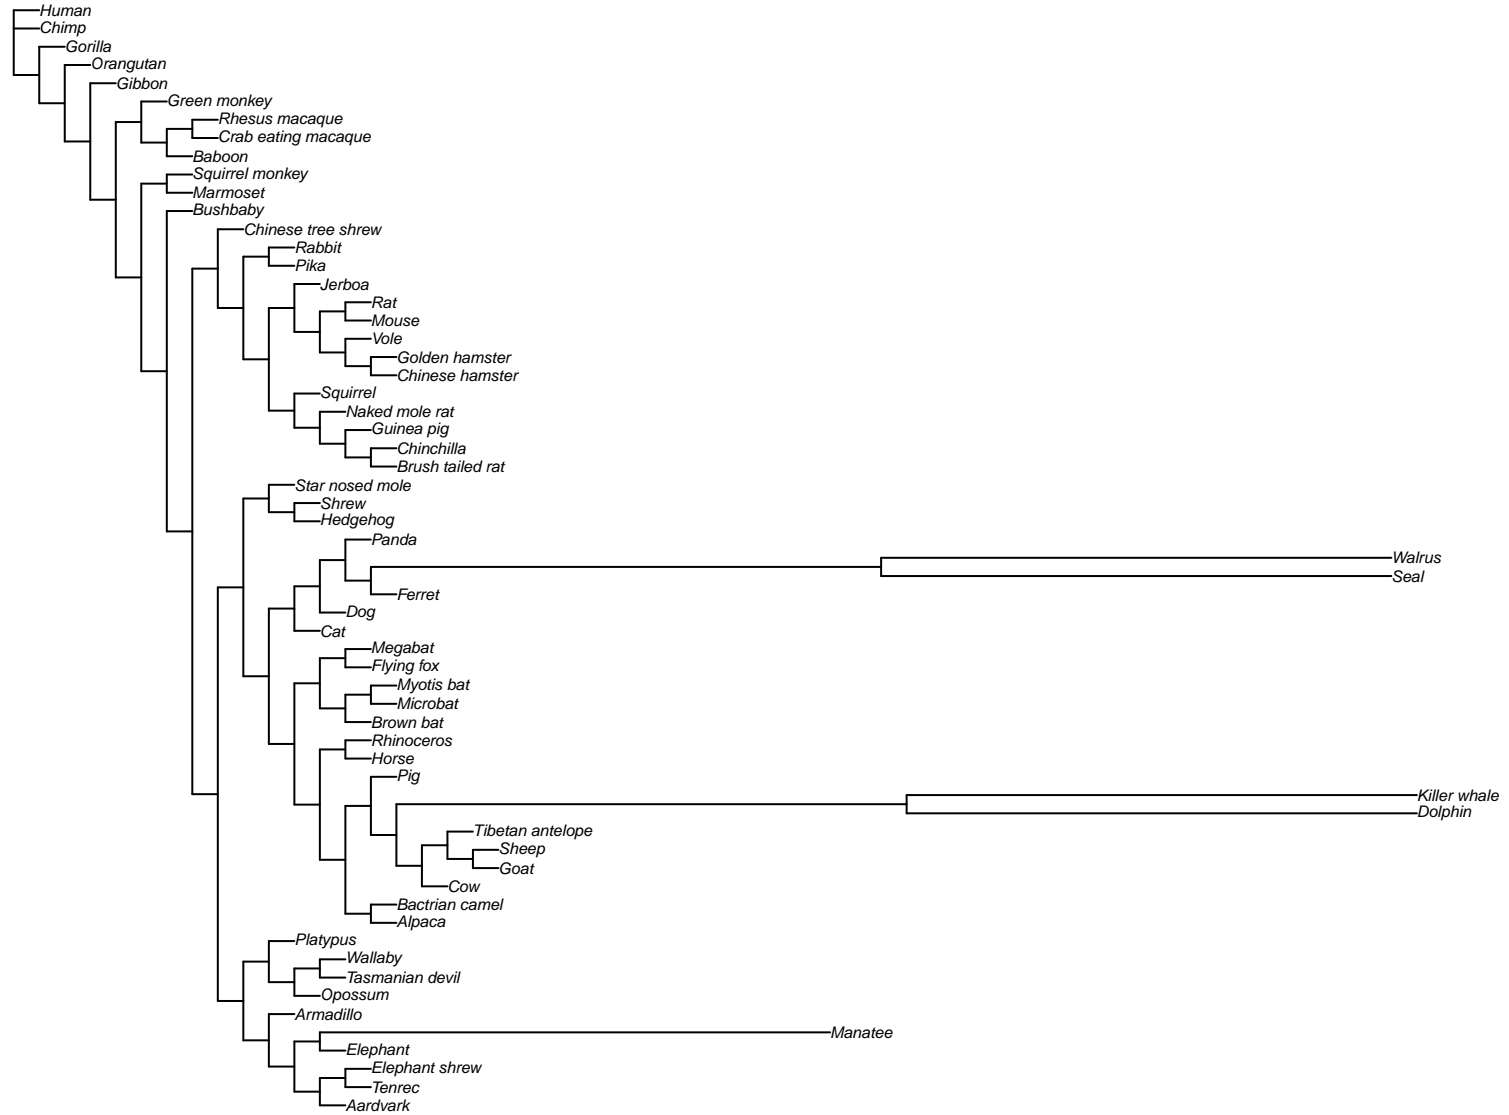 Human
Chimp
Gorilla
Orangutan
Gibbon
Green monkey
Rhesus macaque
Crab eating macaque
Baboon
Squirrel monkey
Marmoset
Bushbaby
Chinese tree shrew
Rabbit
Pika
Jerboa
Rat
Mouse
Vole
Golden hamster
Chinese hamster
Squirrel
Naked mole rat
Guinea pig
Chinchilla
Brush tailed rat
Star nosed mole
Shrew
Hedgehog
Panda
Walrus
Seal
Ferret
Dog
Cat
Megabat
Flying fox
Myotis bat
Microbat
Brown bat
Rhinoceros
Horse
Pig
Killer whale
Dolphin
Tibetan antelope
Sheep
Goat
Cow
Bactrian camel
Alpaca
Platypus
Wallaby
Tasmanian devil
Opossum
Armadillo
Manatee
Elephant
Elephant shrew
Tenrec
Aardvark